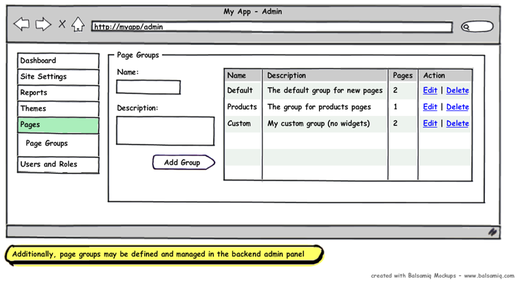 My App - Admin
http://myapp/admin
Dashboard
Site Settings
Reports
Themes
Pages
Page Groups
Users and Roles
Page Groups
Name:
Description:
Add Group
Name Description Pages Action
Default The default group for new pages 2 Edit | Delete
Products The group for products pages 1 Edit | Delete
Custom My custom group (no widgets) 2 Edit | Delete
Additionally, page groups may be defined and managed in the backend admin panel
created with Balsamiq Mockups - www.balsamiq.com